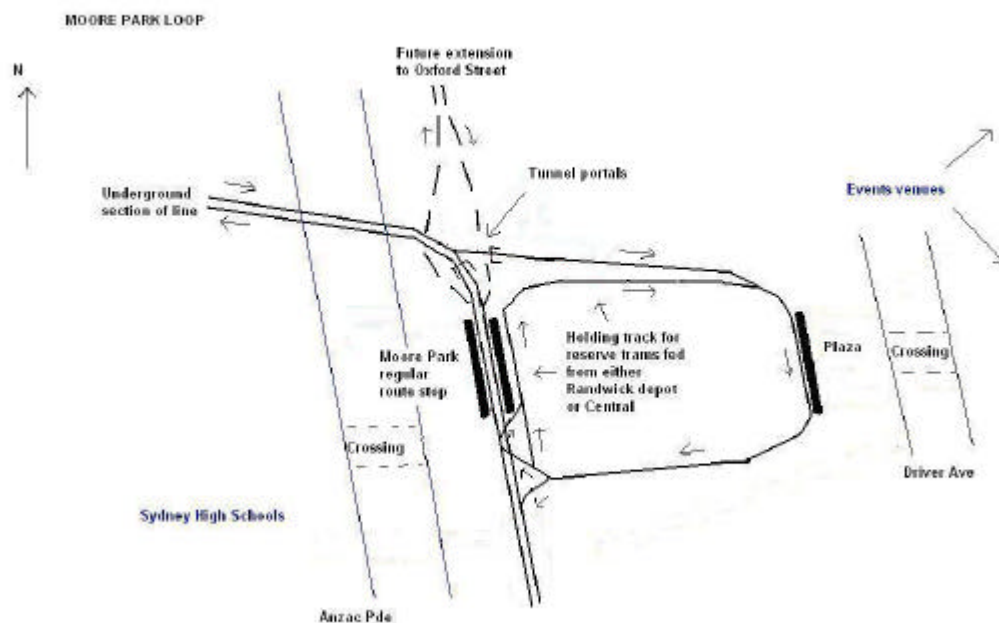 MOORE PARK LOOP
N
Future extension
to Oxford Street
Underground
section of line
Tunnel portals
Events venues
Moore Park
regular
route stop
Holding track for
reserve trams fed
from either
Randwick depot
or Central
Plaza
Crossing
Crossing
Driver Ave
Sydney High Schools
Anzac Pde